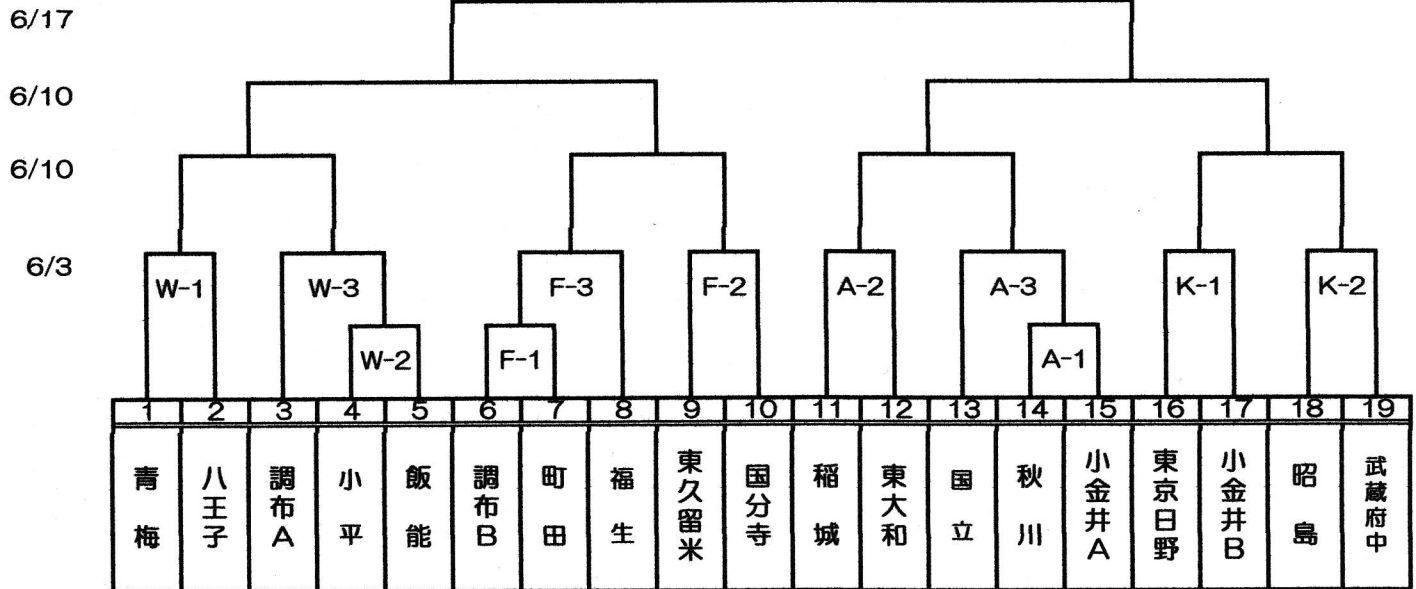 6/17
6/10
6/10
6/3
W-1
W-3
F-3
F-2
A-2
A-3
K-1
K-2
W-2
F-1
A-1
1 2 3 4 5 6 7 8 9 10 11 12 13 14 15 16 17 18 19
青梅
八王子
調布A
小平
飯能
調布B
町田
福生
東久留米
国分寺
稲城
東大和
国立
秋川
小金井A
東京日野
小金井B
昭島
武蔵府中